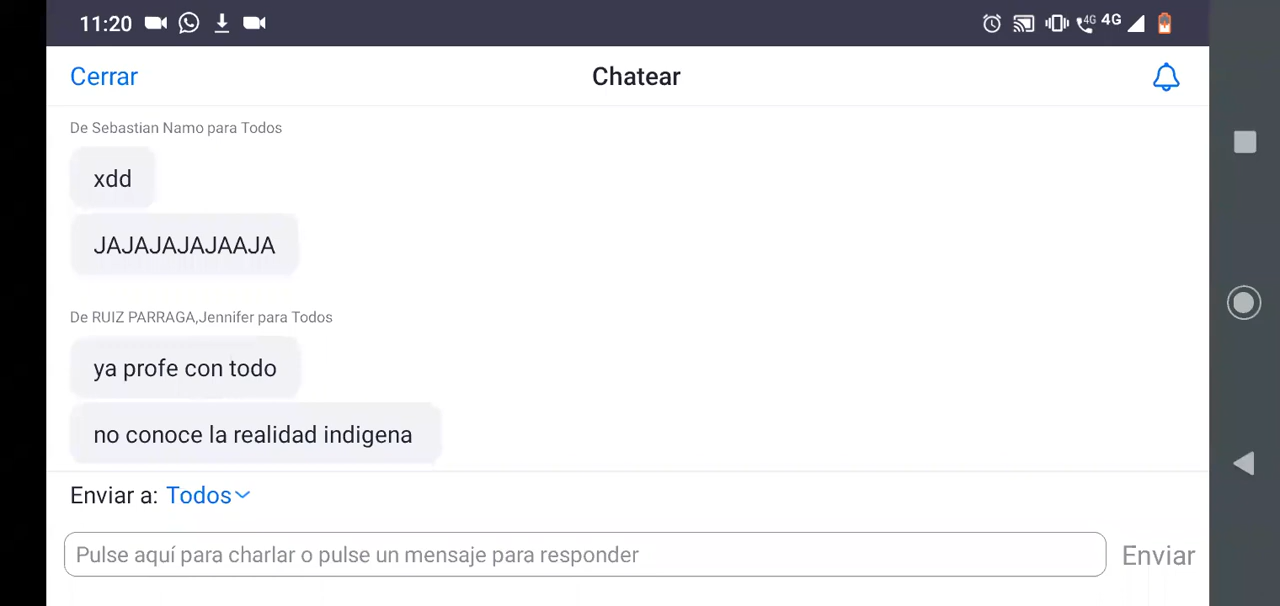 11:20 4G 4G
Cerrar Chatear
De Sebastian Namo para Todos
xdd
JAJAJAJAJAAJA
De RUIZ PARRAGA,Jennifer para Todos
ya profe con todo
no conoce la realidad indigena
Enviar a: Todos
Pulse aquí para charlar o pulse un mensaje para responder Enviar